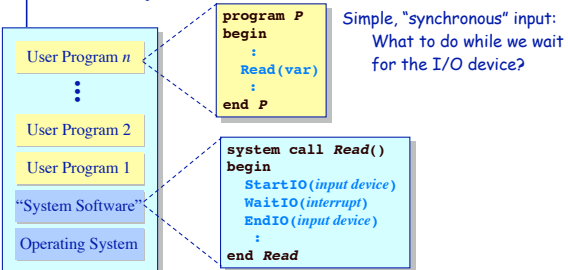 program P
begin
:
Read(var)
:
end P
Simple, “synchronous” input:
What to do while we wait
for the I/O device?
User Program n
⋮
User Program 2
User Program 1
“System Software”
Operating System
system call Read()
begin
StartIO(input device)
WaitIO(interrupt)
EndIO(input device)
:
end Read